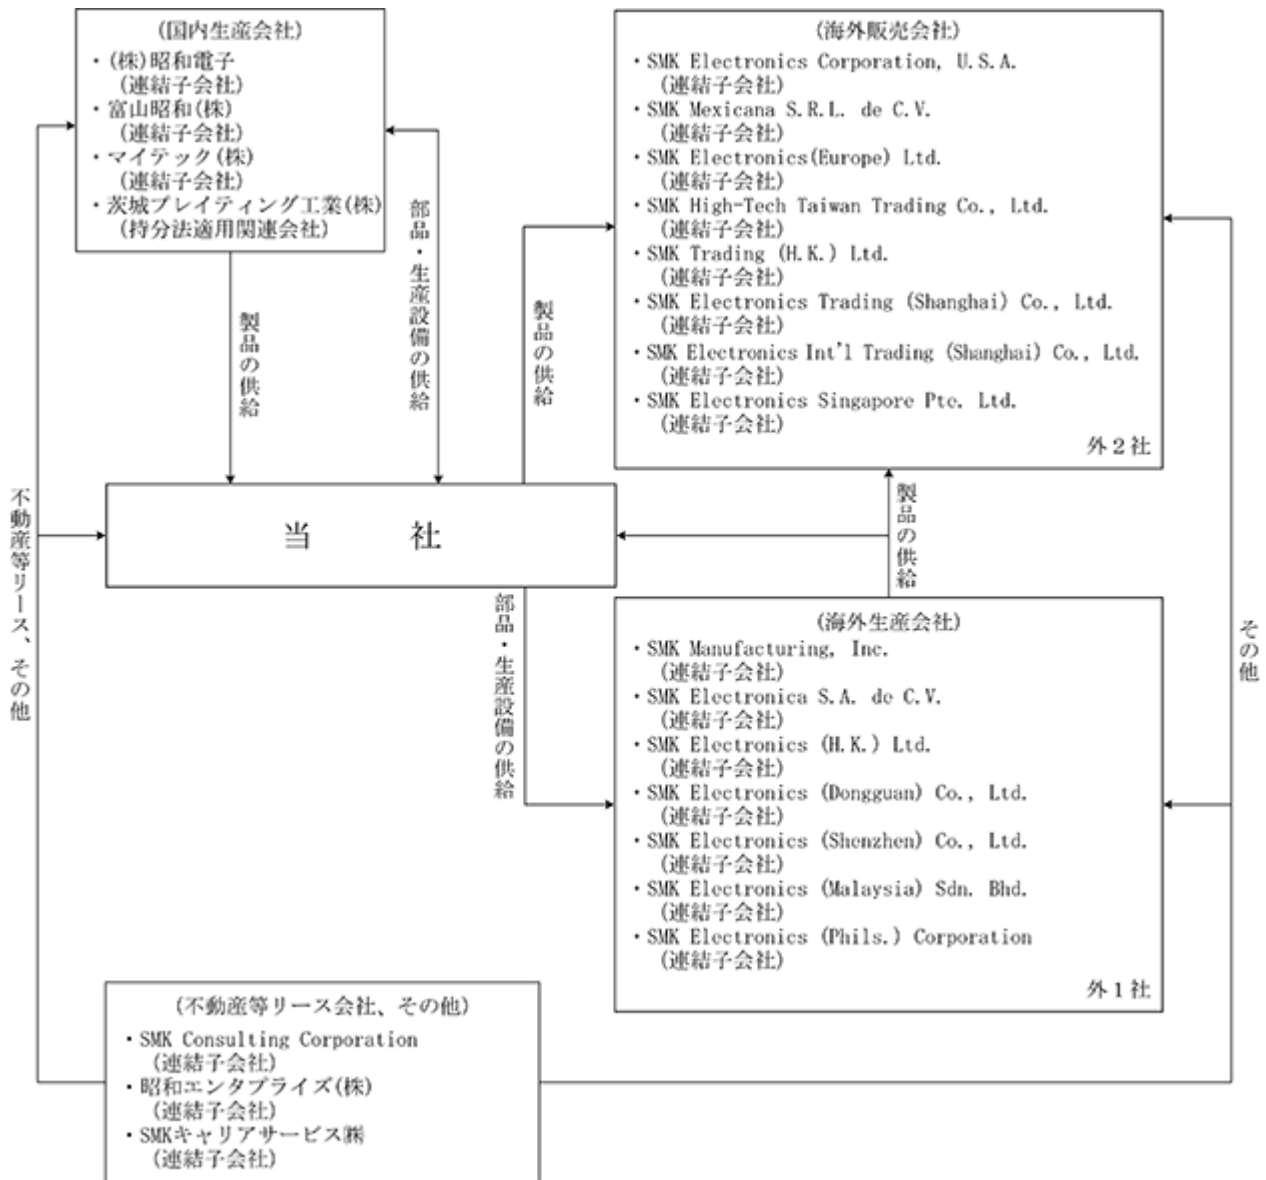 (国内生産会社)
・(株)昭和電子
(連結子会社)
・富山昭和(株)
(連結子会社)
・マイテック(株)
(連結子会社)
・茨城プレイティング工業(株)
(持分法適用関連会社)
(海外販売会社)
・SMK Electronics Corporation, U.S.A.
(連結子会社)
・SMK Mexicana S.R.L. de C.V.
(連結子会社)
・SMK Electronics(Europe) Ltd.
(連結子会社)
・SMK High-Tech Taiwan Trading Co., Ltd.
(連結子会社)
・SMK Trading (H.K.) Ltd.
(連結子会社)
・SMK Electronics Trading (Shanghai) Co., Ltd.
(連結子会社)
・SMK Electronics Int'l Trading (Shanghai) Co., Ltd.
(連結子会社)
・SMK Electronics Singapore Pte. Ltd.
(連結子会社)
外2社
製品の供給
部品・生産設備の供給
製品の供給
当 社
製品の供給
部品・生産設備の供給
不動産等リース、その他
その他
(海外生産会社)
・SMK Manufacturing, Inc.
(連結子会社)
・SMK Electronica S.A. de C.V.
(連結子会社)
・SMK Electronics (H.K.) Ltd.
(連結子会社)
・SMK Electronics (Dongguan) Co., Ltd.
(連結子会社)
・SMK Electronics (Shenzhen) Co., Ltd.
(連結子会社)
・SMK Electronics (Malaysia) Sdn. Bhd.
(連結子会社)
・SMK Electronics (Phils.) Corporation
(連結子会社)
外1社
(不動産等リース会社、その他)
・SMK Consulting Corporation
(連結子会社)
・昭和エンタプライズ(株)
(連結子会社)
・SMKキャリアサービス㈱
(連結子会社)